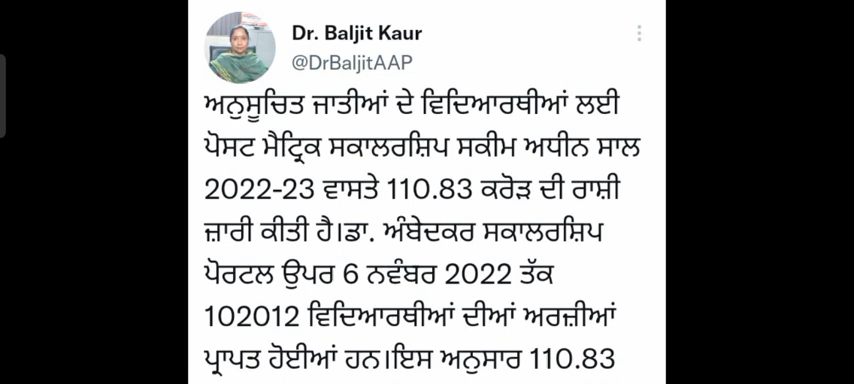 Dr. Baljit Kaur
@DrBaljitAAP
ਅਨੁਸੂਚਿਤ ਜਾਤੀਆਂ ਦੇ ਵਿਦਿਆਰਥੀਆਂ ਲਈ
ਪੋਸਟ ਮੈਟ੍ਰਿਕ ਸਕਾਲਰਸ਼ਿਪ ਸਕੀਮ ਅਧੀਨ ਸਾਲ
2022-23 ਵਾਸਤੇ 110.83 ਕਰੋੜ ਦੀ ਰਾਸ਼ੀ
ਜ਼ਾਰੀ ਕੀਤੀ ਹੈ।ਡਾ. ਅੰਬੇਦਕਰ ਸਕਾਲਰਸ਼ਿਪ
ਪੋਰਟਲ ਉਪਰ 6 ਨਵੰਬਰ 2022 ਤੱਕ
102012 ਵਿਦਿਆਰਥੀਆਂ ਦੀਆਂ ਅਰਜ਼ੀਆਂ
ਪ੍ਰਾਪਤ ਹੋਈਆਂ ਹਨ।ਇਸ ਅਨੁਸਾਰ 110.83